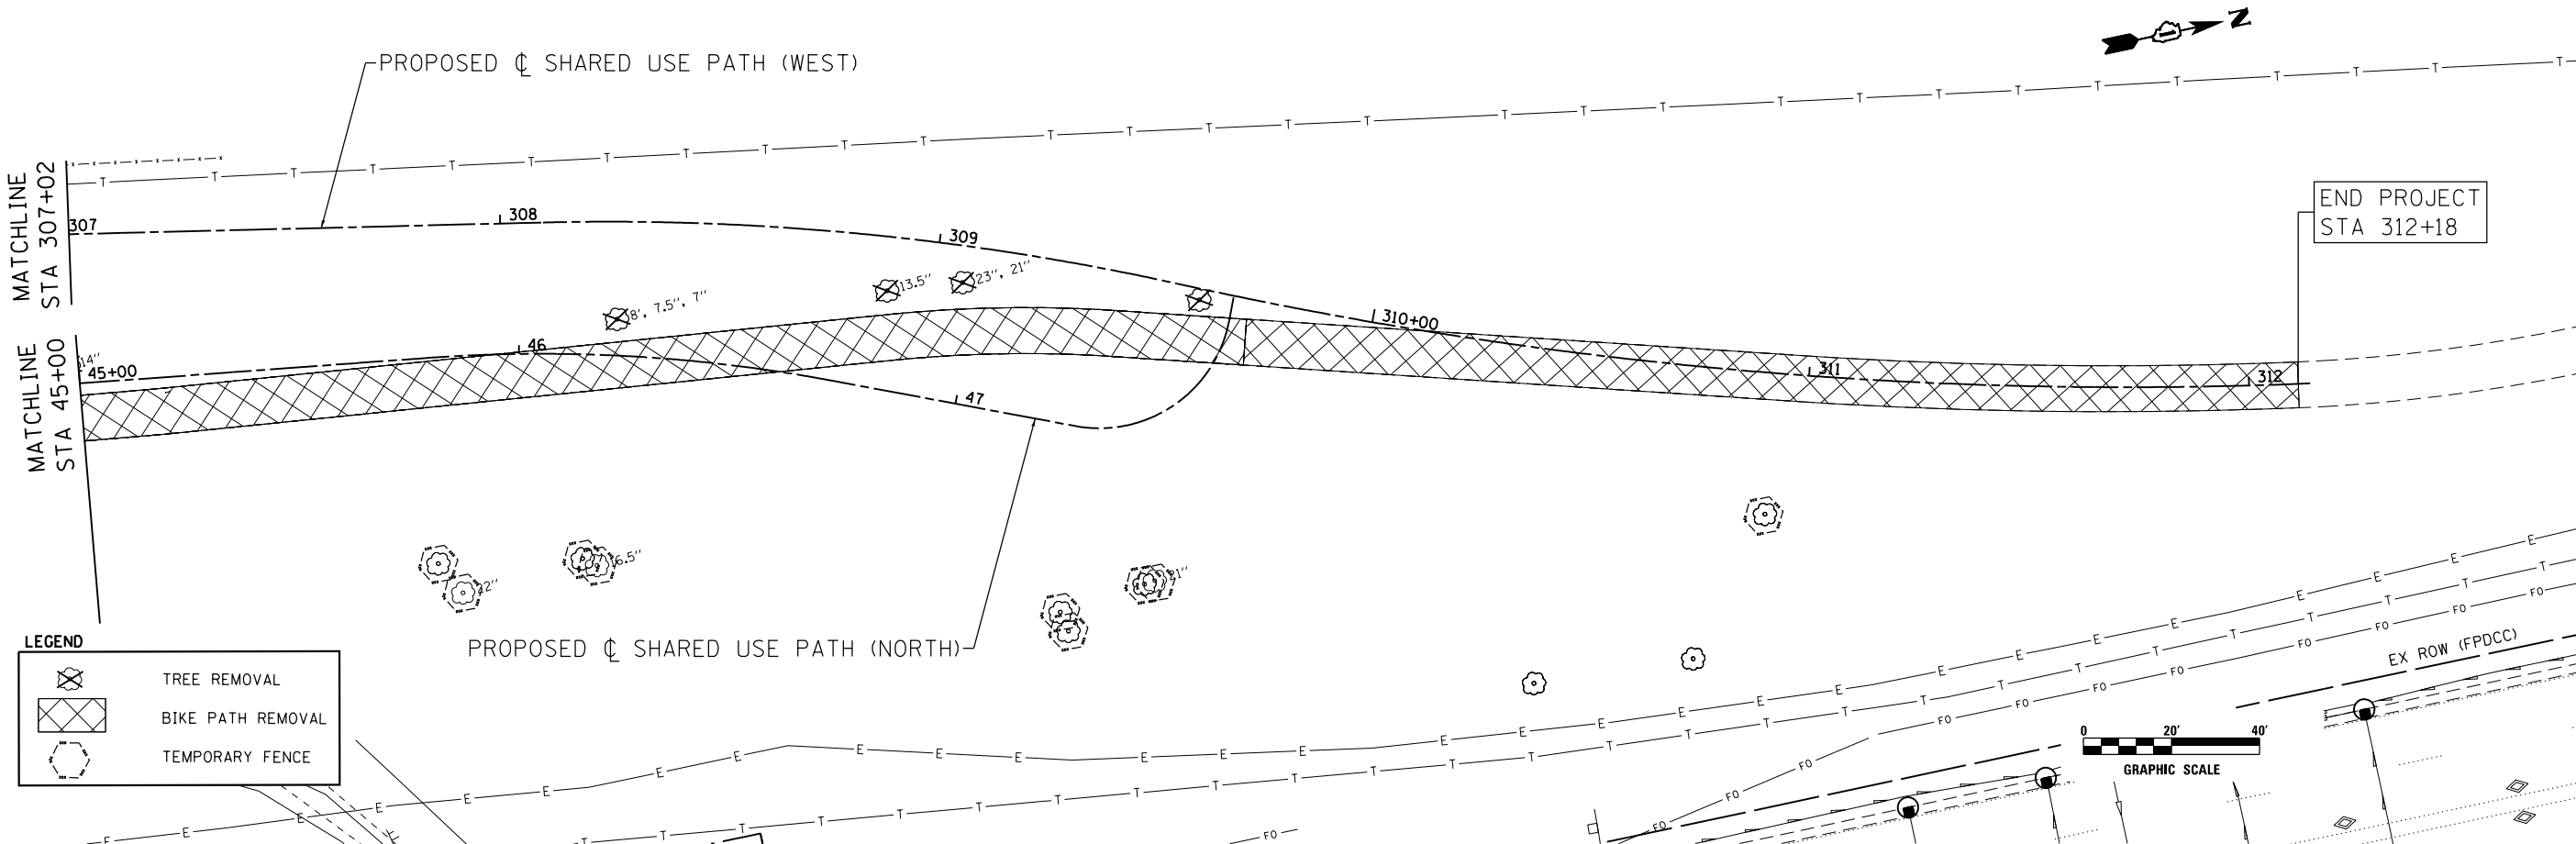 N
PROPOSED ℄ SHARED USE PATH (WEST)
MATCHLINE
STA 307+02
307
308
309
310+00
311
312
END PROJECT
STA 312+18
MATCHLINE
STA 45+00
14"
45+00
46
47
8', 7.5", 7"
13.5"
23", 21"
22"
6.5"
PROPOSED ℄ SHARED USE PATH (NORTH)
EX ROW (FPDCC)
LEGEND
TREE REMOVAL
BIKE PATH REMOVAL
TEMPORARY FENCE
0 20' 40'
GRAPHIC SCALE